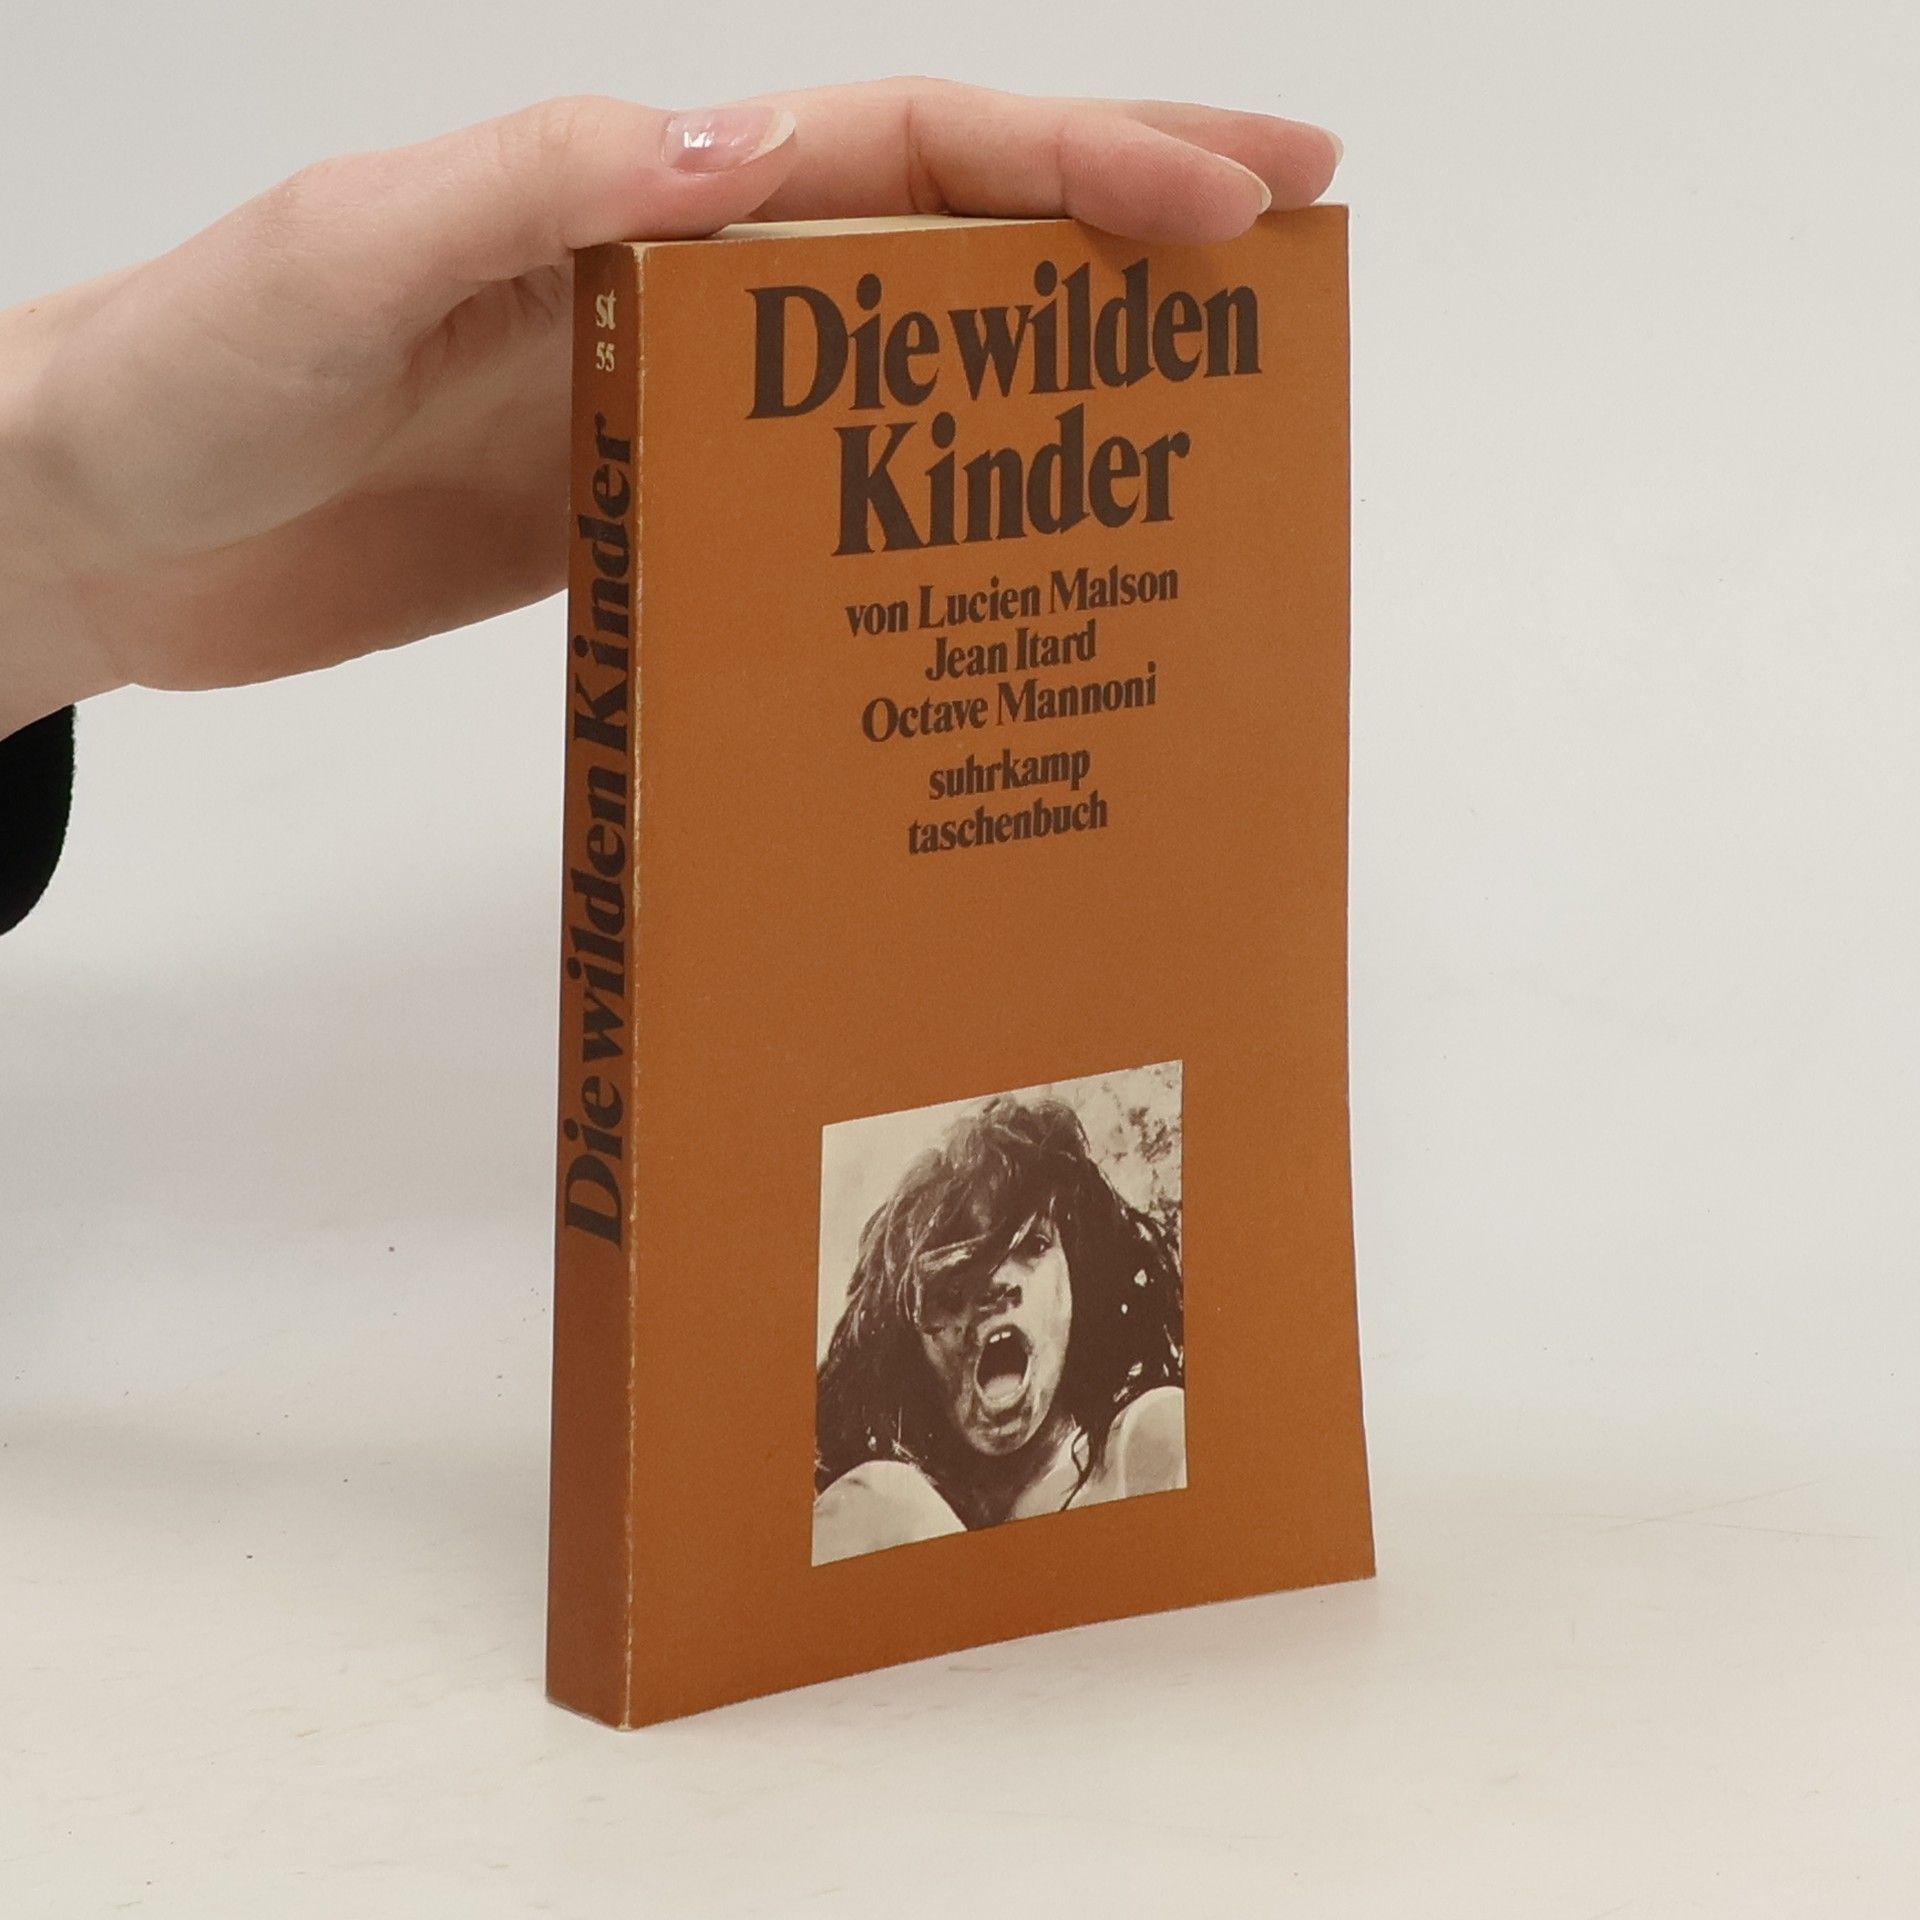 st
55
Die wilden Kinder
Die wilden
Kinder
von Lucien Malson
Jean Itard
Octave Mannoni
suhrkamp
taschenbuch